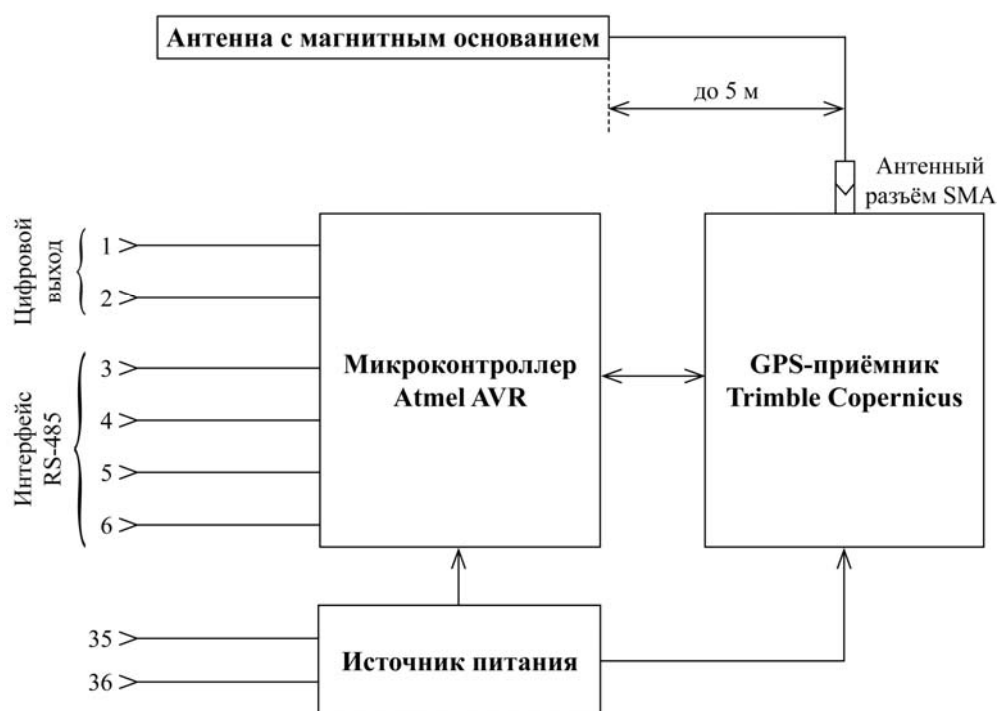 Антенна с магнитным основанием
до 5 м
Антенный
разъём SMA
Цифровой
выход
1
2
Интерфейс
RS-485
3
4
5
6
Микроконтроллер
Atmel AVR
GPS-приёмник
Trimble Copernicus
35
36
Источник питания